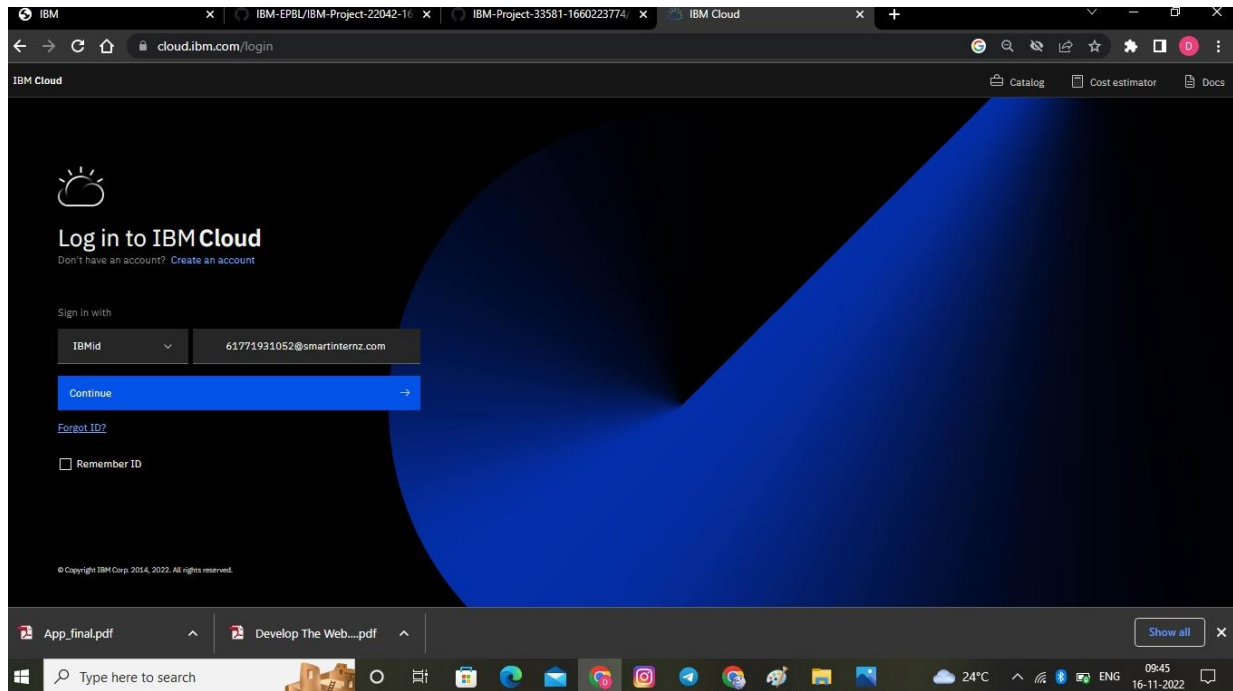 IBM
IBM-EPBL/IBM-Project-22042-16
IBM-Project-33581-1660223774/
IBM Cloud
cloud.ibm.com/login
D
IBM Cloud
Catalog
Cost estimator
Docs
Log in to IBM Cloud
Don't have an account? Create an account
Sign in with
IBMid
61771931052@smartinternz.com
Continue
Forgot ID?
Remember ID
© Copyright IBM Corp. 2014, 2022. All rights reserved.
App_final.pdf
Develop The Web....pdf
Show all
Type here to search
24°C
ENG
09:45
16-11-2022